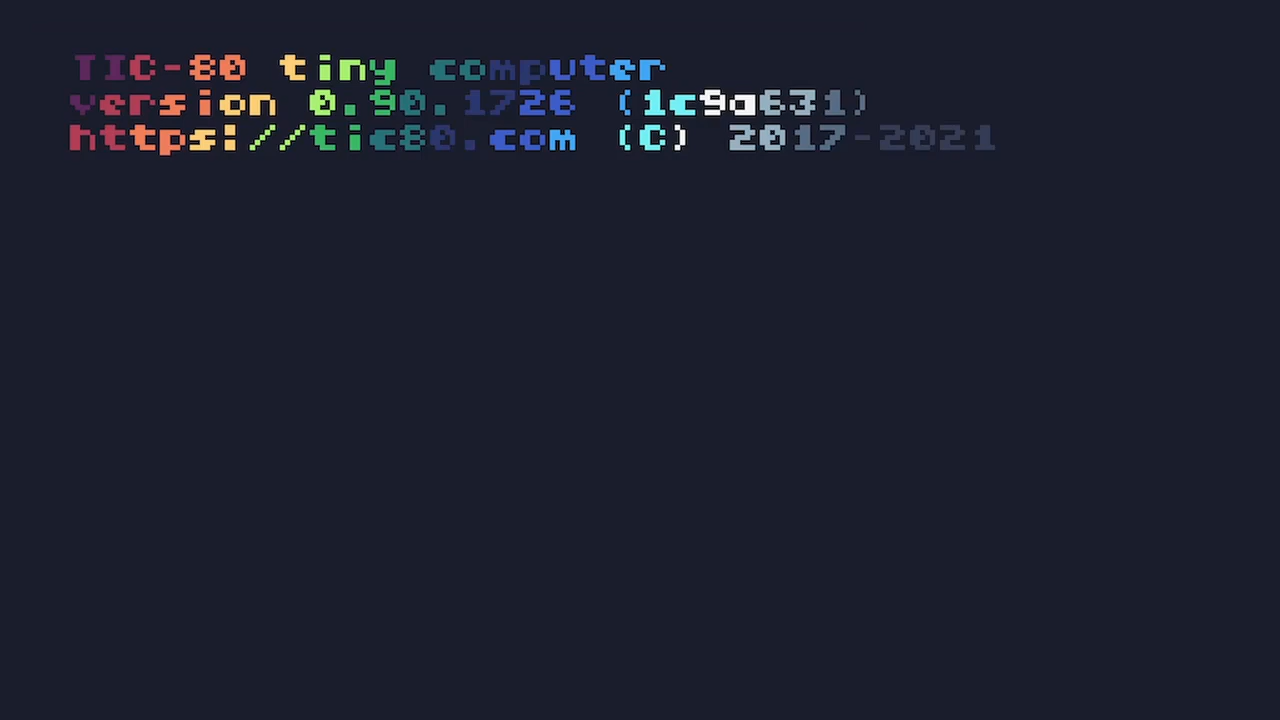 TIC-80 tiny computer
version 0.90.1726 (1c9a631)
https://tic80.com (C) 2017-2021